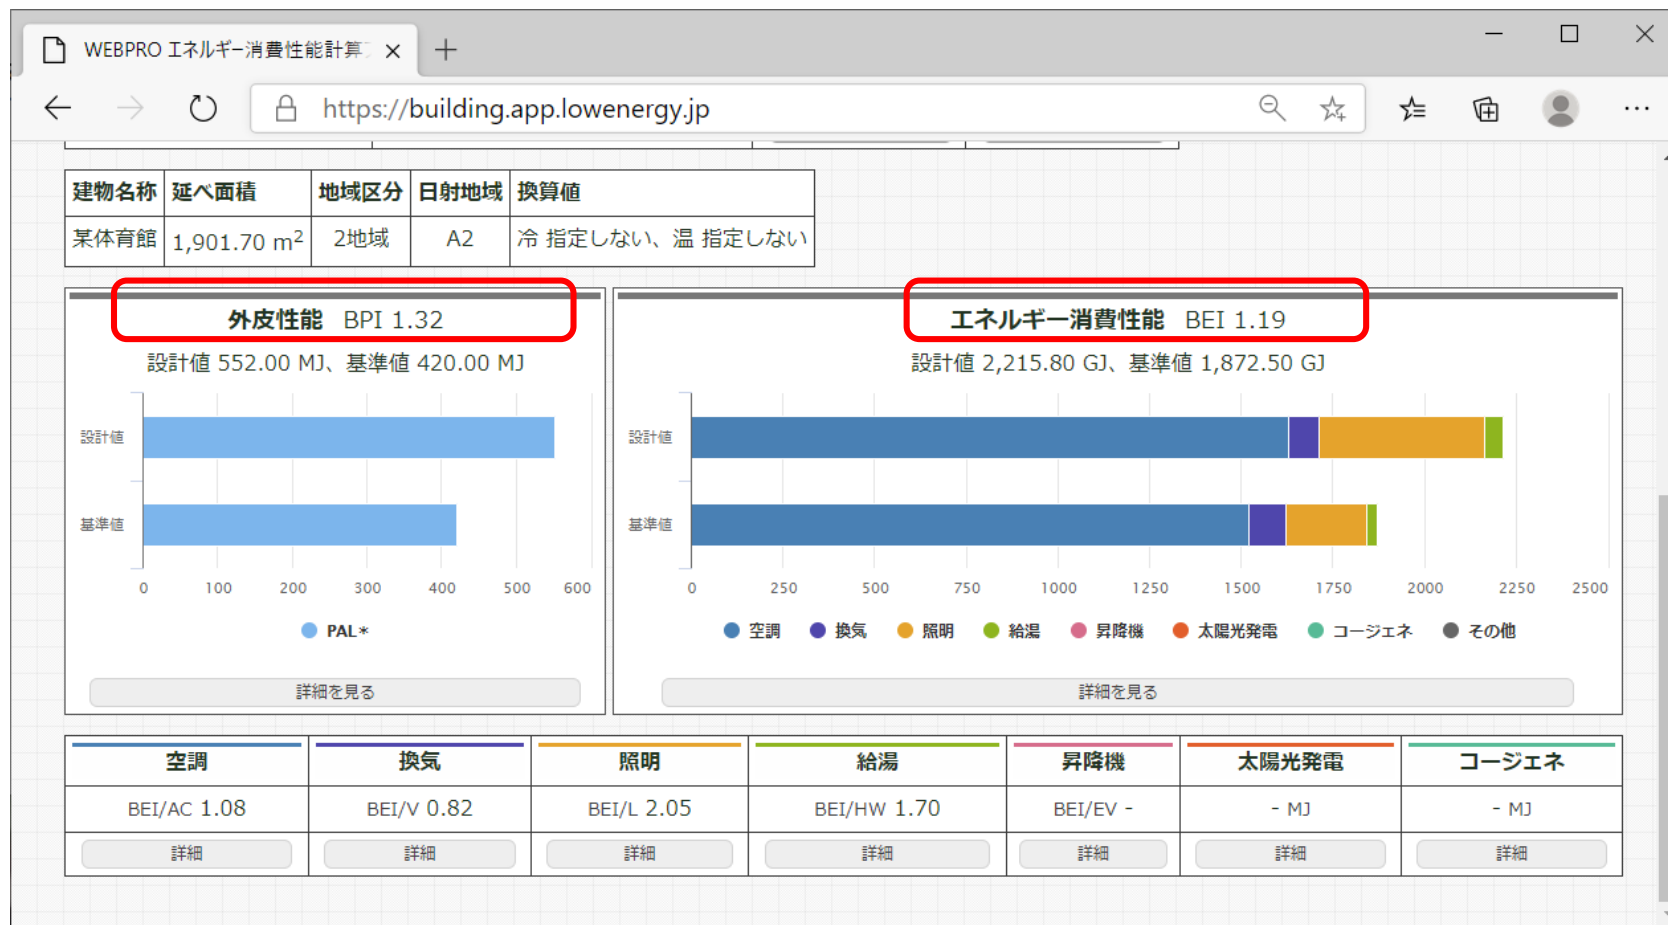 WEBPRO エネルギー消費性能計算
https://building.app.lowenergy.jp
建物名称 延べ面積 地域区分 日射地域 換算値
某体育館 1,901.70 m² 2地域 A2 冷 指定しない、温 指定しない
外皮性能 BPI 1.32
設計値 552.00 MJ、基準値 420.00 MJ
設計値
基準値
0 100 200 300 400 500 600
PAL*
詳細を見る
エネルギー消費性能 BEI 1.19
設計値 2,215.80 GJ、基準値 1,872.50 GJ
設計値
基準値
0 250 500 750 1000 1250 1500 1750 2000 2250 2500
空調 換気 照明 給湯 昇降機 太陽光発電 コージェネ その他
詳細を見る
空調 換気 照明 給湯 昇降機 太陽光発電 コージェネ
BEI/AC 1.08 BEI/V 0.82 BEI/L 2.05 BEI/HW 1.70 BEI/EV - - MJ - MJ
詳細 詳細 詳細 詳細 詳細 詳細 詳細